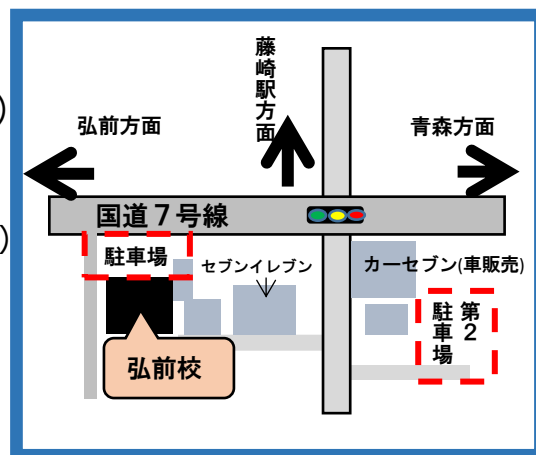 藤崎駅方面
弘前方面
青森方面
国道7号線
駐車場
セブンイレブン
カーセブン(車販売)
第2
駐車場
弘前校
)
)